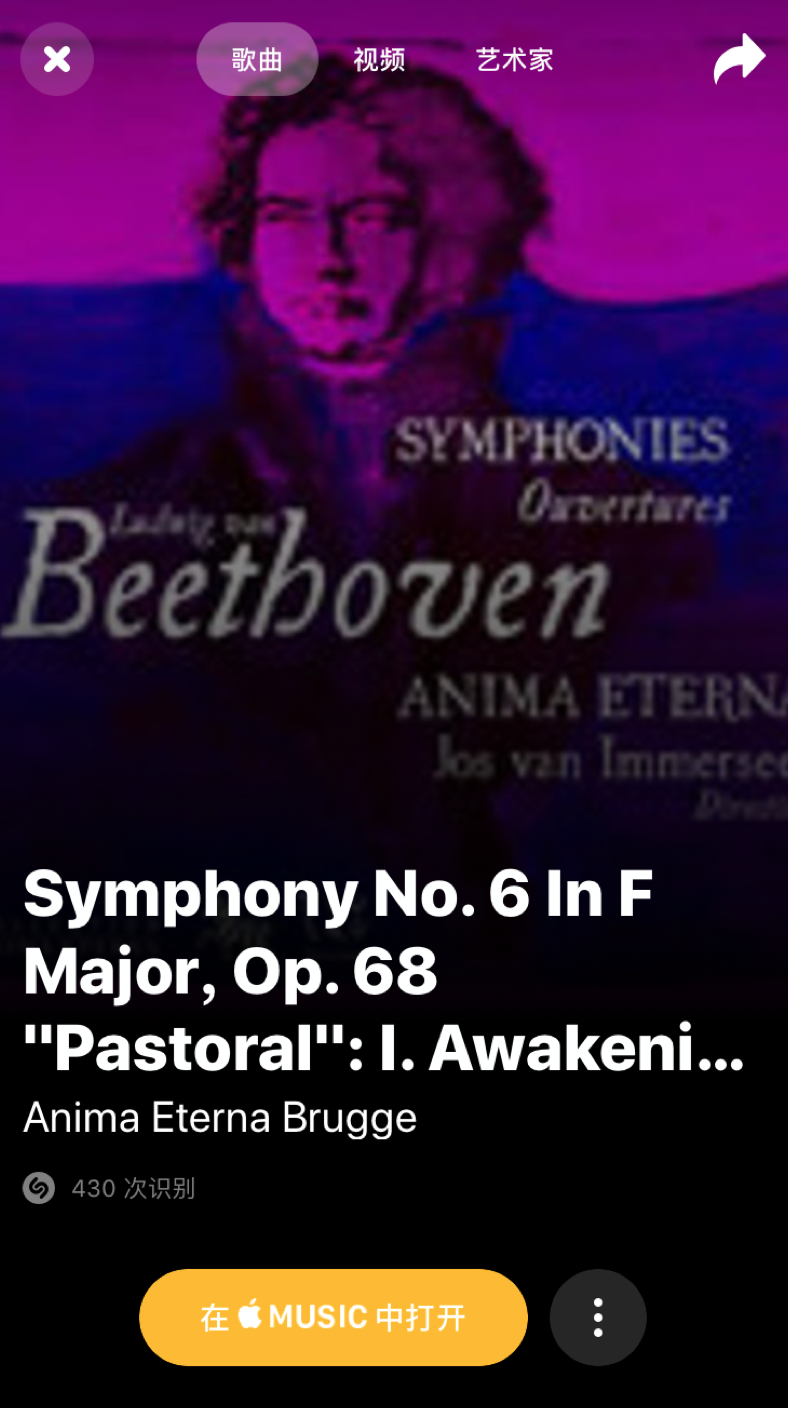 歌曲 视频 艺术家
SYMPHONIES
Ouvertures
Ludwig van
Beethoven
ANIMA ETERNA
Jos van Immersee
Symphony No. 6 In F
Major, Op. 68
"Pastoral": I. Awakeni...
Anima Eterna Brugge
430 次识别
在 MUSIC 中打开